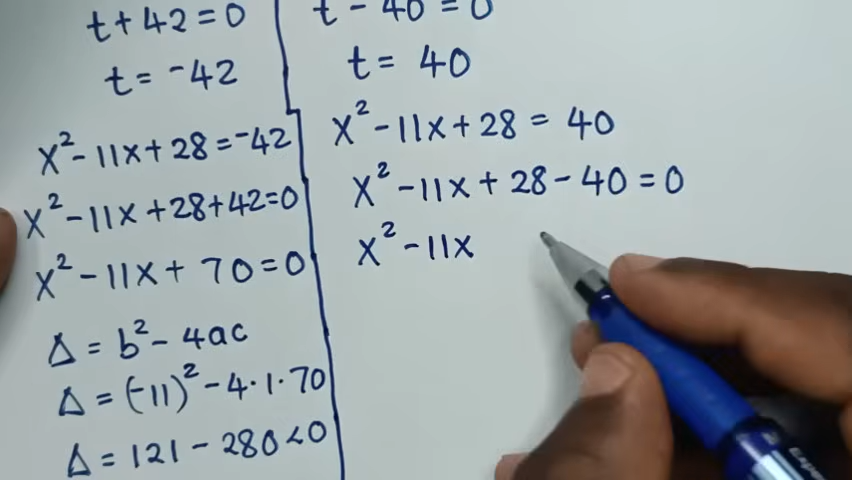 t + 42 = 0
t = -42
x² - 11x + 28 = -42
x² - 11x + 28 + 42 = 0
x² - 11x + 70 = 0
Δ = b² - 4ac
Δ = (-11)² - 4·1·70
Δ = 121 - 280 < 0
t - 40 = 0
t = 40
x² - 11x + 28 = 40
x² - 11x + 28 - 40 = 0
x² - 11x